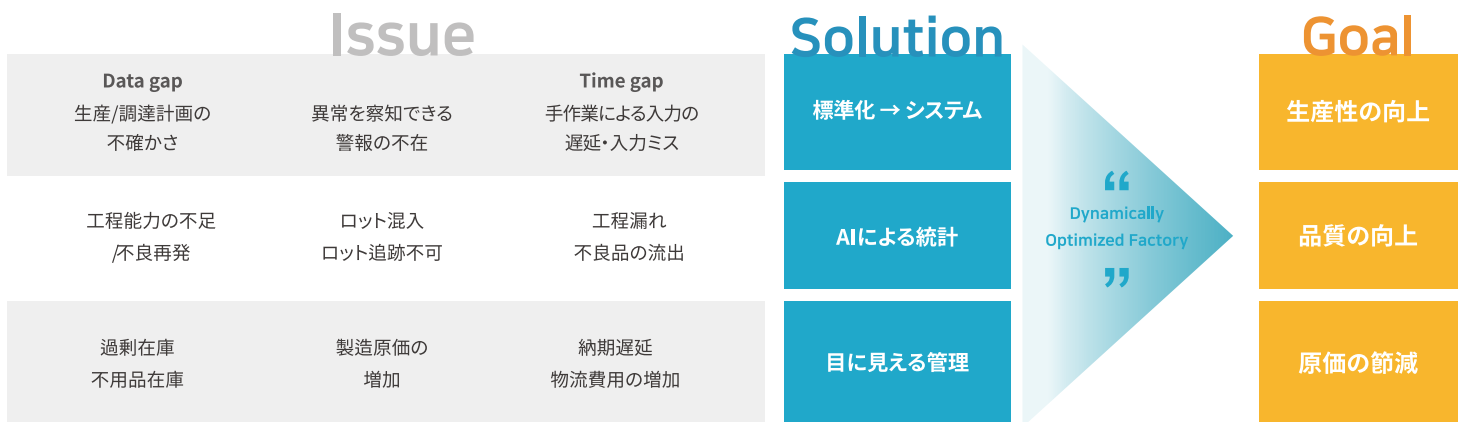 Issue
Solution
Goal
Data gap
生産/調達計画の
不確かさ
異常を察知できる
警報の不在
Time gap
手作業による入力の
遅延・入力ミス
標準化 → システム
生産性の向上
工程能力の不足
/不良再発
ロット混入
ロット追跡不可
工程漏れ
不良品の流出
AIによる統計
“
Dynamically
Optimized Factory
”
品質の向上
過剰在庫
不用品在庫
製造原価の
増加
納期遅延
物流費用の増加
目に見える管理
原価の節減